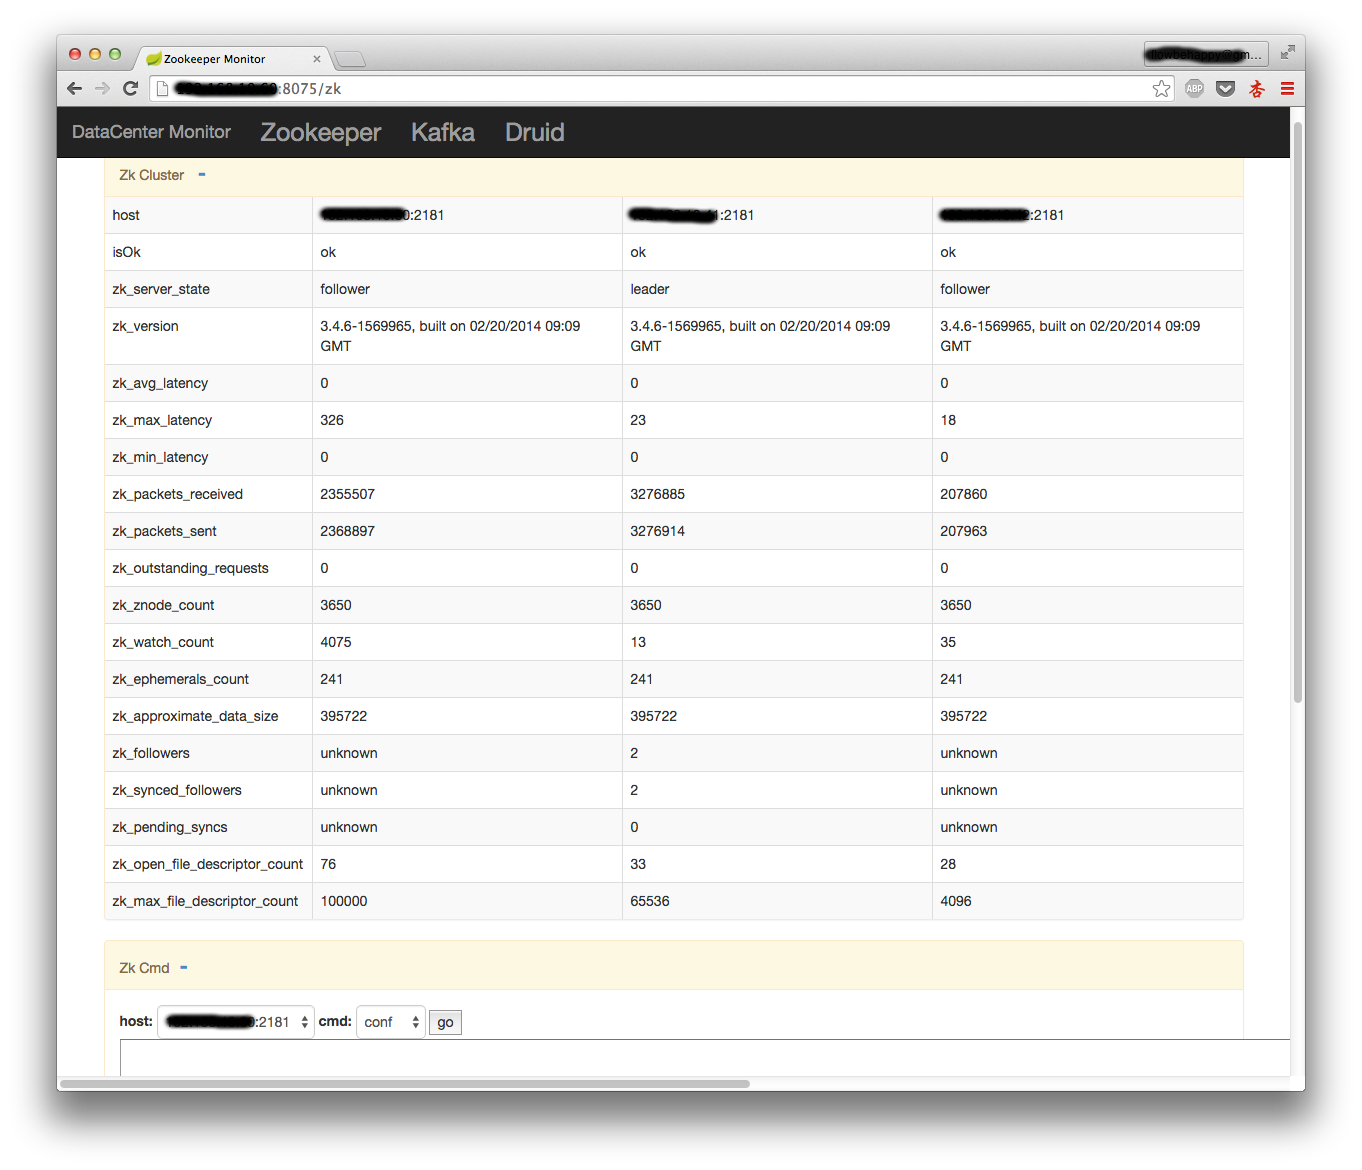 Zookeeper Monitor
:8075/zk
ABP
杏
DataCenter Monitor Zookeeper Kafka Druid
Zk Cluster -
host :2181 :2181 :2181
isOk ok ok ok
zk_server_state follower leader follower
zk_version 3.4.6-1569965, built on 02/20/2014 09:09 GMT 3.4.6-1569965, built on 02/20/2014 09:09 GMT 3.4.6-1569965, built on 02/20/2014 09:09 GMT
zk_avg_latency 0 0 0
zk_max_latency 326 23 18
zk_min_latency 0 0 0
zk_packets_received 2355507 3276885 207860
zk_packets_sent 2368897 3276914 207963
zk_outstanding_requests 0 0 0
zk_znode_count 3650 3650 3650
zk_watch_count 4075 13 35
zk_ephemerals_count 241 241 241
zk_approximate_data_size 395722 395722 395722
zk_followers unknown 2 unknown
zk_synced_followers unknown 2 unknown
zk_pending_syncs unknown 0 unknown
zk_open_file_descriptor_count 76 33 28
zk_max_file_descriptor_count 100000 65536 4096
Zk Cmd -
host: :2181 cmd: conf go